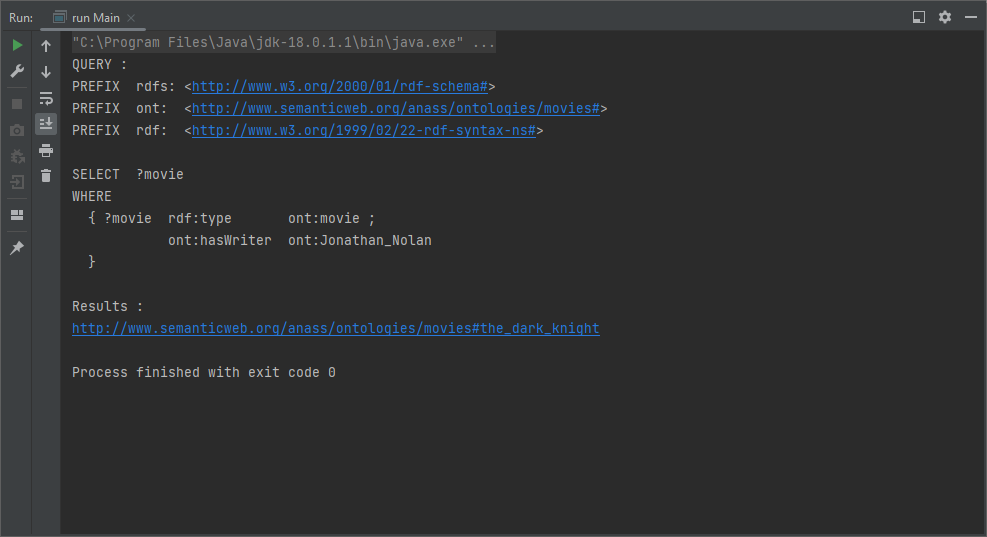 Run: run Main
"C:\Program Files\Java\jdk-18.0.1.1\bin\java.exe" ...
QUERY :
PREFIX  rdfs: <http://www.w3.org/2000/01/rdf-schema#>
PREFIX  ont:  <http://www.semanticweb.org/anass/ontologies/movies#>
PREFIX  rdf:  <http://www.w3.org/1999/02/22-rdf-syntax-ns#>

SELECT  ?movie
WHERE
  { ?movie  rdf:type       ont:movie ;
            ont:hasWriter  ont:Jonathan_Nolan
  }

Results :
http://www.semanticweb.org/anass/ontologies/movies#the_dark_knight

Process finished with exit code 0